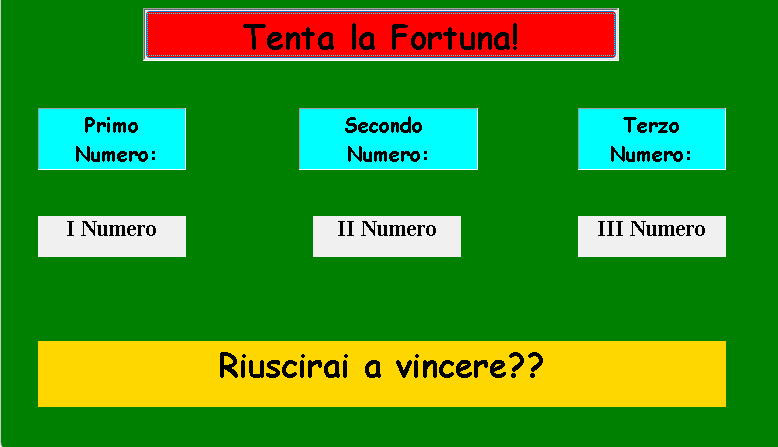 Tenta la Fortuna!
Primo
Numero:
Secondo
Numero:
Terzo
Numero:
I Numero
II Numero
III Numero
Riuscirai a vincere??